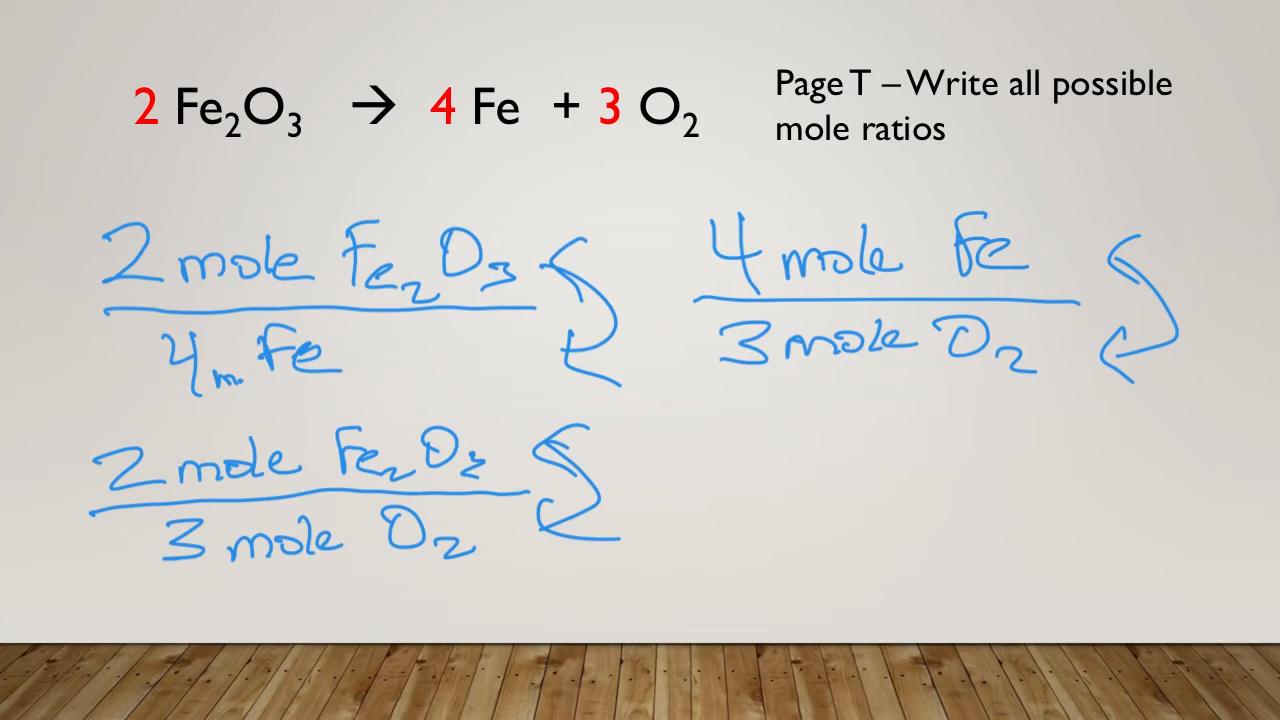 2 Fe₂O₃ → 4 Fe + 3 O₂
Page T – Write all possible
mole ratios
2 mole Fe₂O₃
4 m Fe
2 mole Fe₂O₃
3 mole O₂
4 mole Fe
3 mole O₂